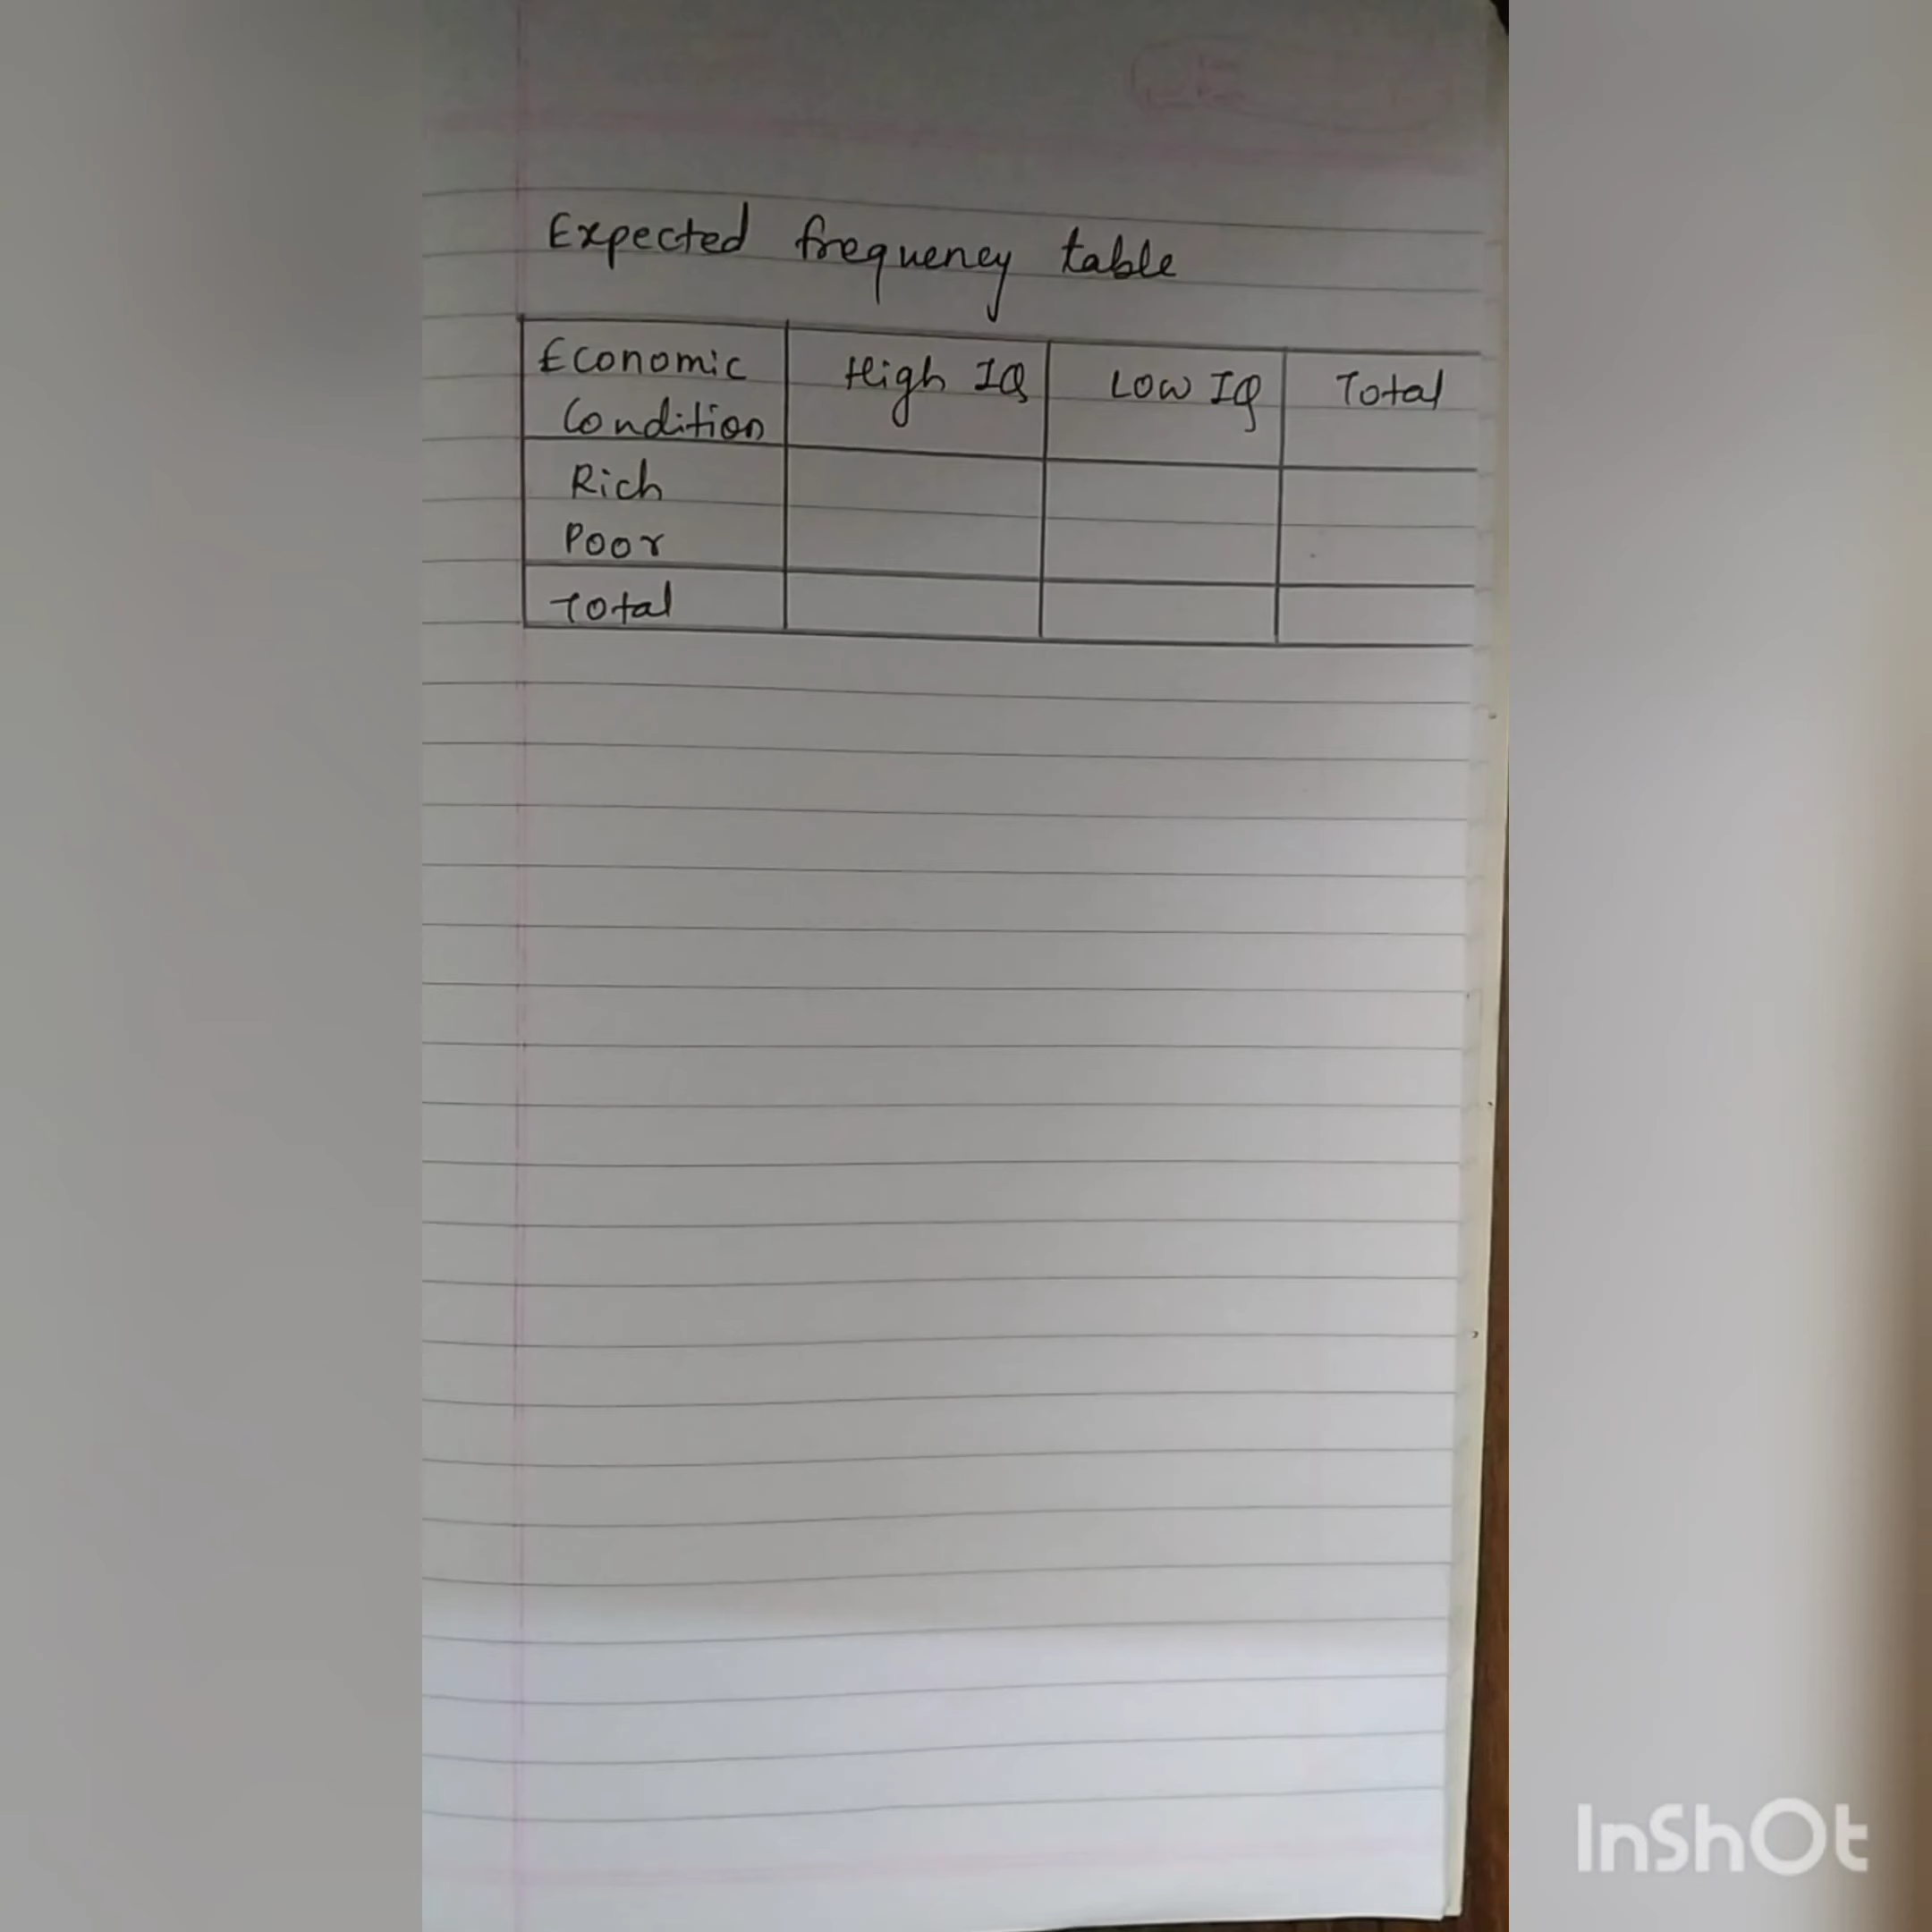 Expected frequency table
Economic Condition High IQ Low IQ Total
Rich
Poor
Total
InShOt